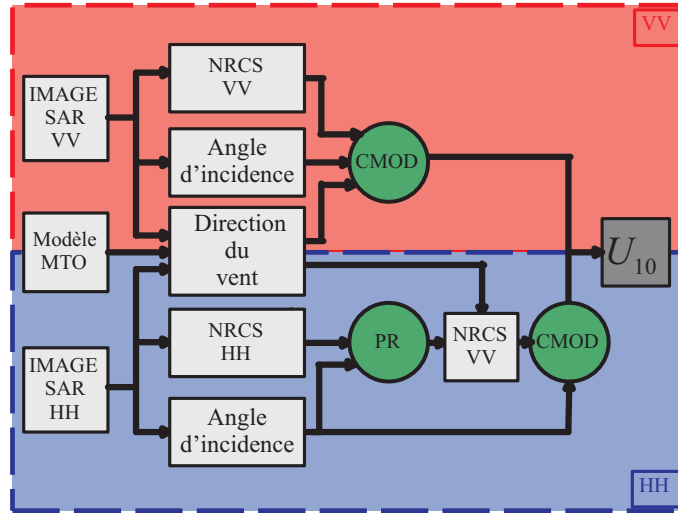 VV
IMAGE
SAR
VV
NRCS
VV
Angle
d'incidence
CMOD
Modèle
MTO
Direction
du
vent
U10
IMAGE
SAR
HH
NRCS
HH
PR
NRCS
VV
CMOD
Angle
d'incidence
HH